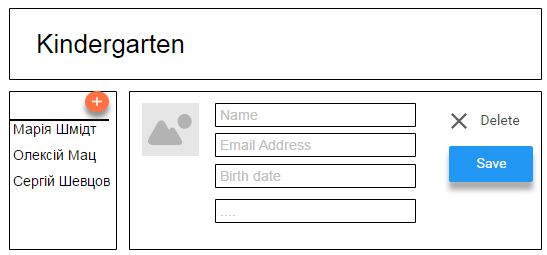 Kindergarten
+
Марія Шмідт
Олексій Мац
Сергій Шевцов
Name
Email Address
Birth date
....
Delete
Save